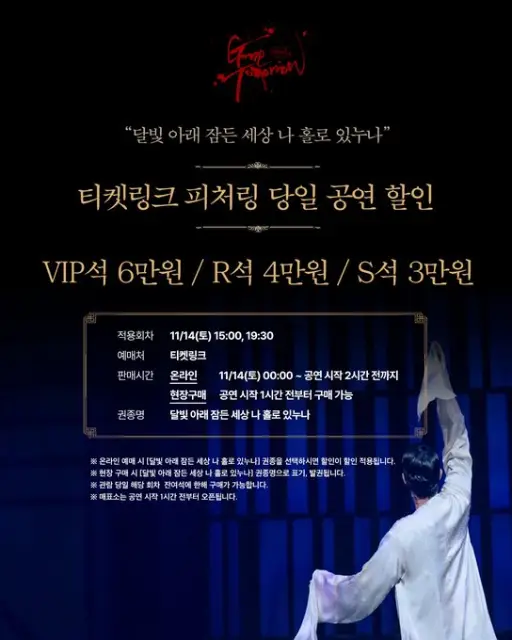 “달빛 아래 잠든 세상 나 홀로 있누나”
티켓링크 피처링 당일 공연 할인
VIP석 6만원 / R석 4만원 / S석 3만원
적용회차 11/14(토) 15:00, 19:30
예매처 티켓링크
판매시간 온라인 11/14(토) 00:00 ~ 공연 시작 2시간 전까지
현장구매 공연 시작 1시간 전부터 구매 가능
권종명 달빛 아래 잠든 세상 나 홀로 있누나
※ 온라인 예매 시 [달빛 아래 잠든 세상 나 홀로 있누나] 권종을 선택하시면 할인이 할인 적용됩니다.
※ 현장 구매 시 [달빛 아래 잠든 세상 나 홀로 있누나] 권종명으로 표기, 발권됩니다.
※ 관람 당일 해당 회차 잔여석에 한해 구매가 가능합니다.
※ 매표소는 공연 시작 1시간 전부터 오픈됩니다.